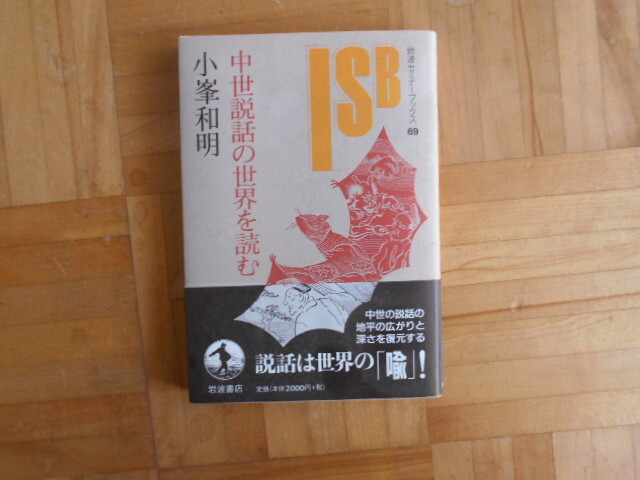 ISB
岩波セミナーブックス 69
中世説話の世界を読む
小峯和明
中世の説話の
地平の広がりと
深さを復元する
説話は世界の「喩」!
岩波書店
定価(本体2000円+税)